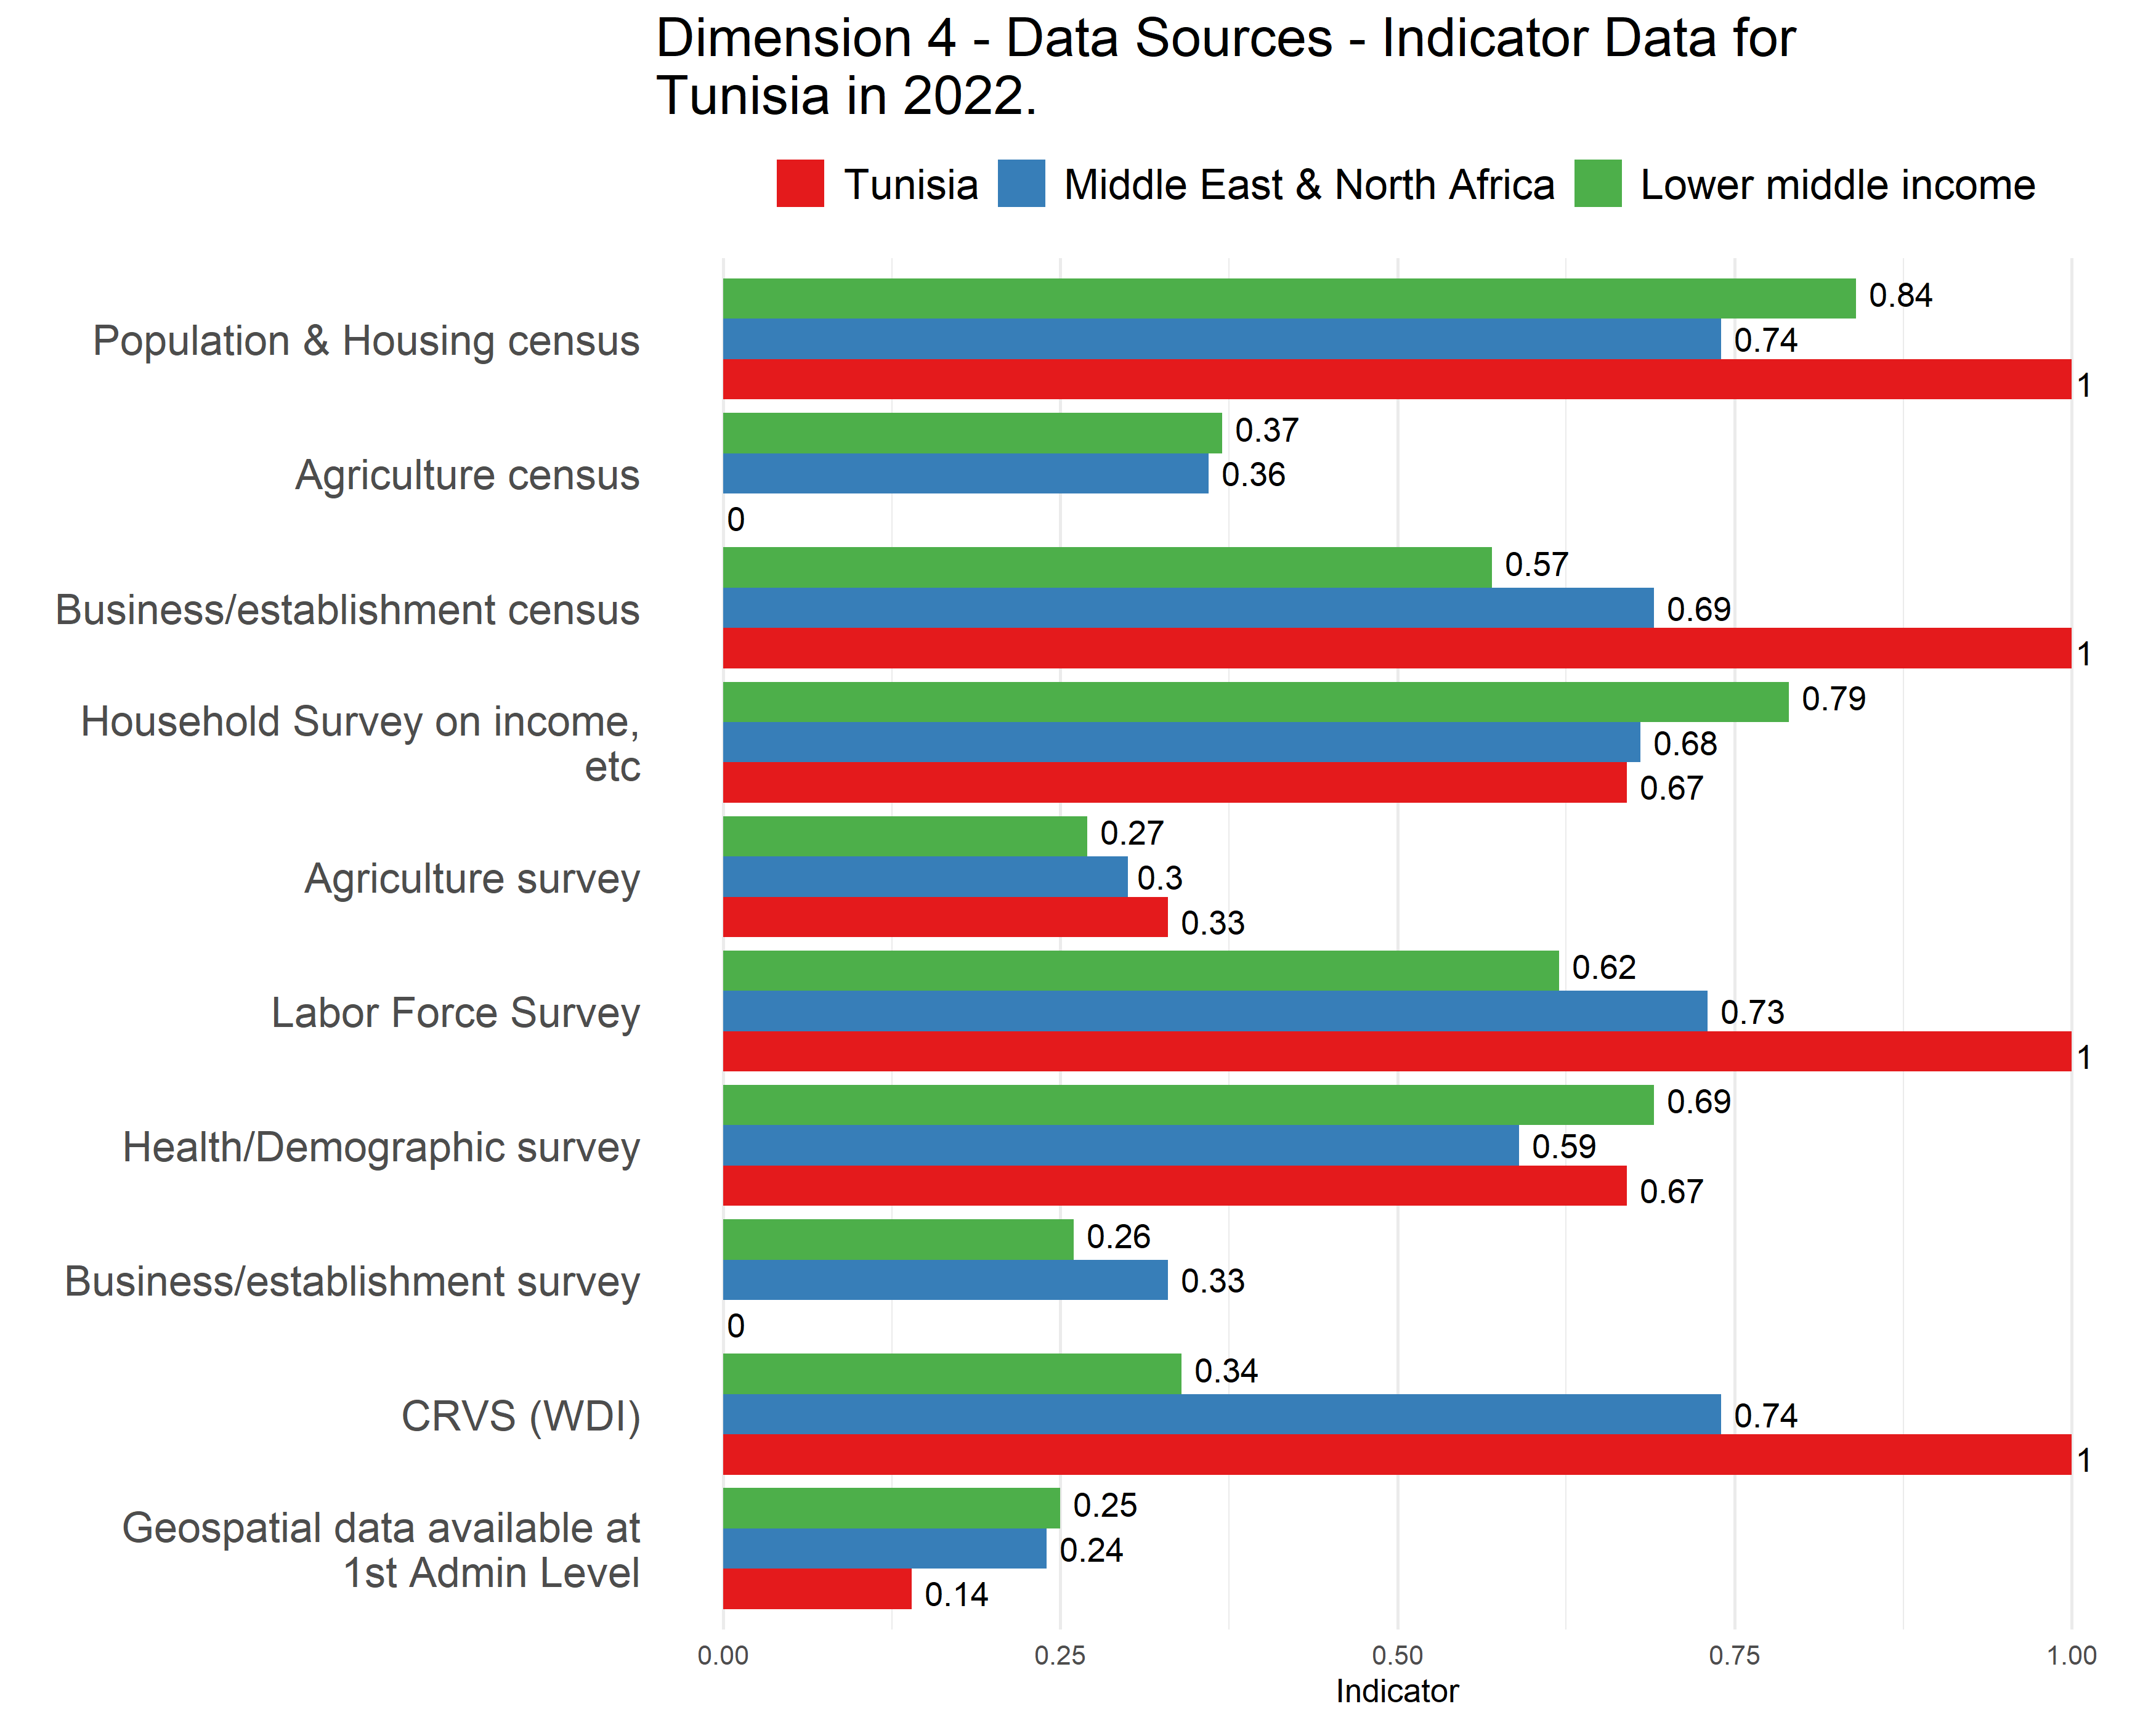 Dimension 4 - Data Sources - Indicator Data for
Tunisia in 2022.
Tunisia
Middle East & North Africa
Lower middle income
Population & Housing census
0.84
0.74
1
Agriculture census
0.37
0.36
0
Business/establishment census
0.57
0.69
1
Household Survey on income,
etc
0.79
0.68
0.67
Agriculture survey
0.27
0.3
0.33
Labor Force Survey
0.62
0.73
1
Health/Demographic survey
0.69
0.59
0.67
Business/establishment survey
0.26
0.33
0
CRVS (WDI)
0.34
0.74
1
Geospatial data available at
1st Admin Level
0.25
0.24
0.14
0.00
0.25
0.50
0.75
1.00
Indicator